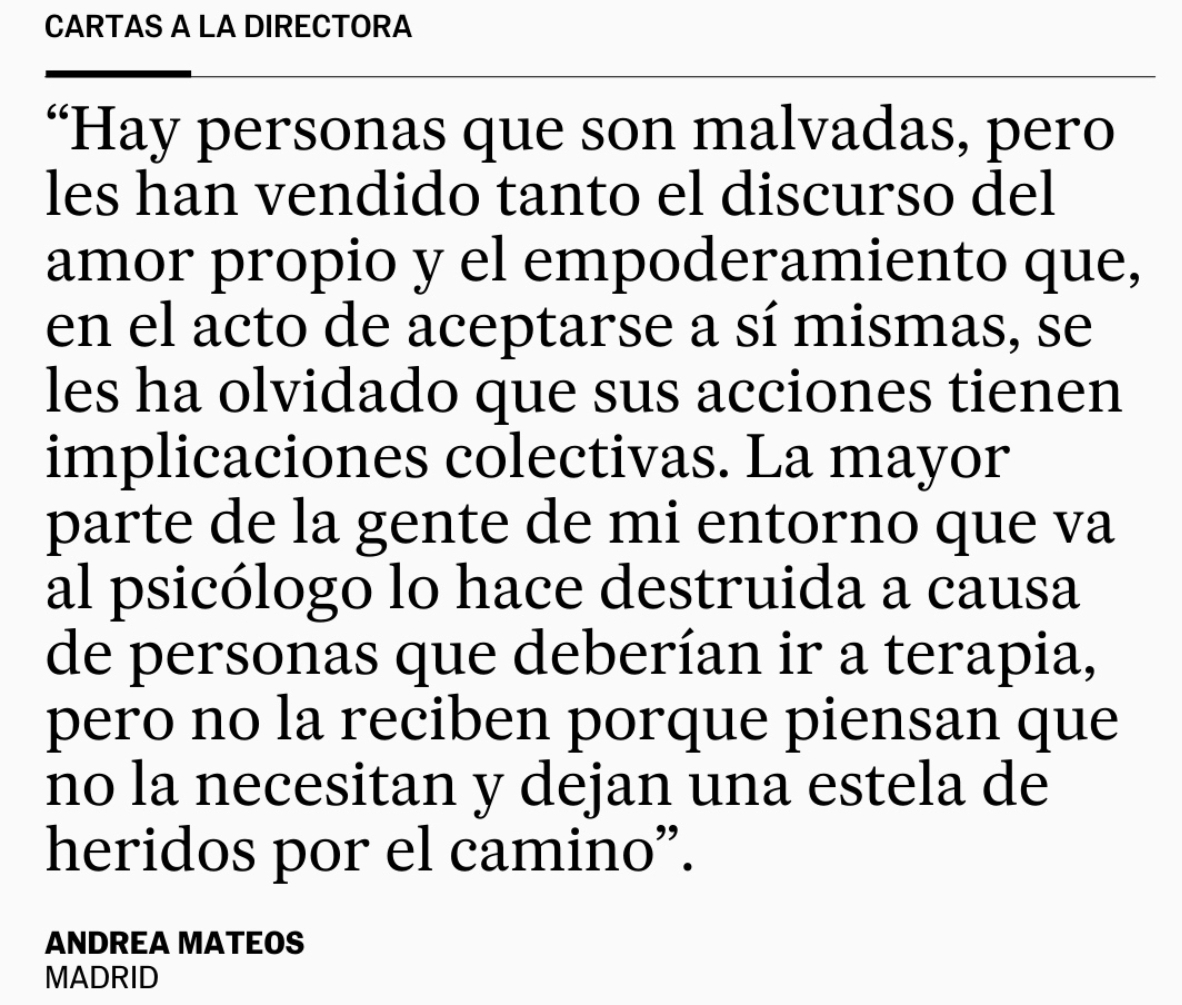 CARTAS A LA DIRECTORA
“Hay personas que son malvadas, pero
les han vendido tanto el discurso del
amor propio y el empoderamiento que,
en el acto de aceptarse a sí mismas, se
les ha olvidado que sus acciones tienen
implicaciones colectivas. La mayor
parte de la gente de mi entorno que va
al psicólogo lo hace destruida a causa
de personas que deberían ir a terapia,
pero no la reciben porque piensan que
no la necesitan y dejan una estela de
heridos por el camino”.
ANDREA MATEOS
MADRID